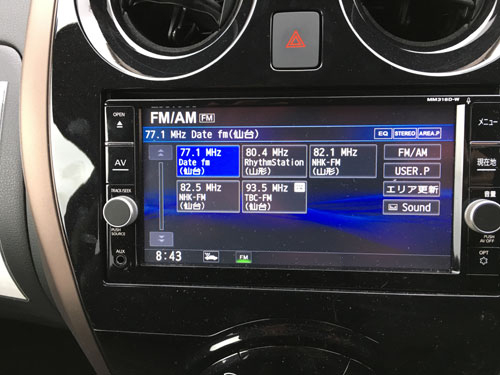 MM316D-W
OPEN
FM/AM FM
メニュー
77.1 MHz Date fm(仙台)
EQ STEREO AREA.P
77.1 MHz
Date fm
(仙台)
80.4 MHz
RhythmStation
(山形)
82.1 MHz
NHK-FM
(山形)
FM/AM
AV
現在地
USER.P
82.5 MHz
NHK-FM
(仙台)
93.5 MHz
TBC-FM
(仙台)
エリア更新
TRACK/SEEK
音量
Sound
PUSH
SOURCE
PUSH
AV OFF
AUX
OPT
8:43
FM